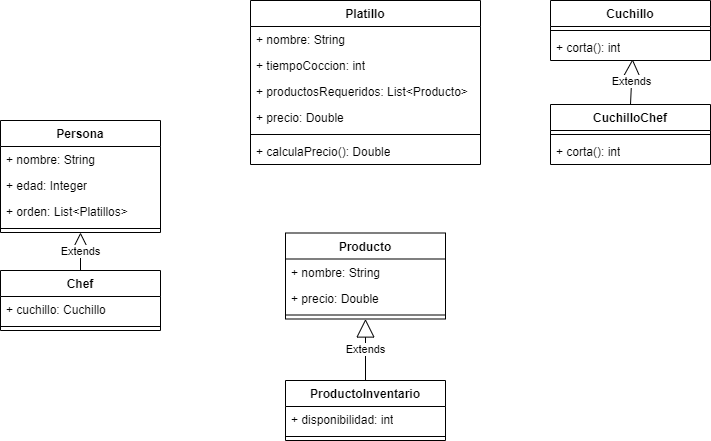 Platillo
+ nombre: String
+ tiempoCoccion: int
+ productosRequeridos: List<Producto>
+ precio: Double
+ calculaPrecio(): Double
Cuchillo
+ corta(): int
Extends
CuchilloChef
+ corta(): int
Persona
+ nombre: String
+ edad: Integer
+ orden: List<Platillos>
Extends
Chef
+ cuchillo: Cuchillo
Producto
+ nombre: String
+ precio: Double
Extends
ProductoInventario
+ disponibilidad: int